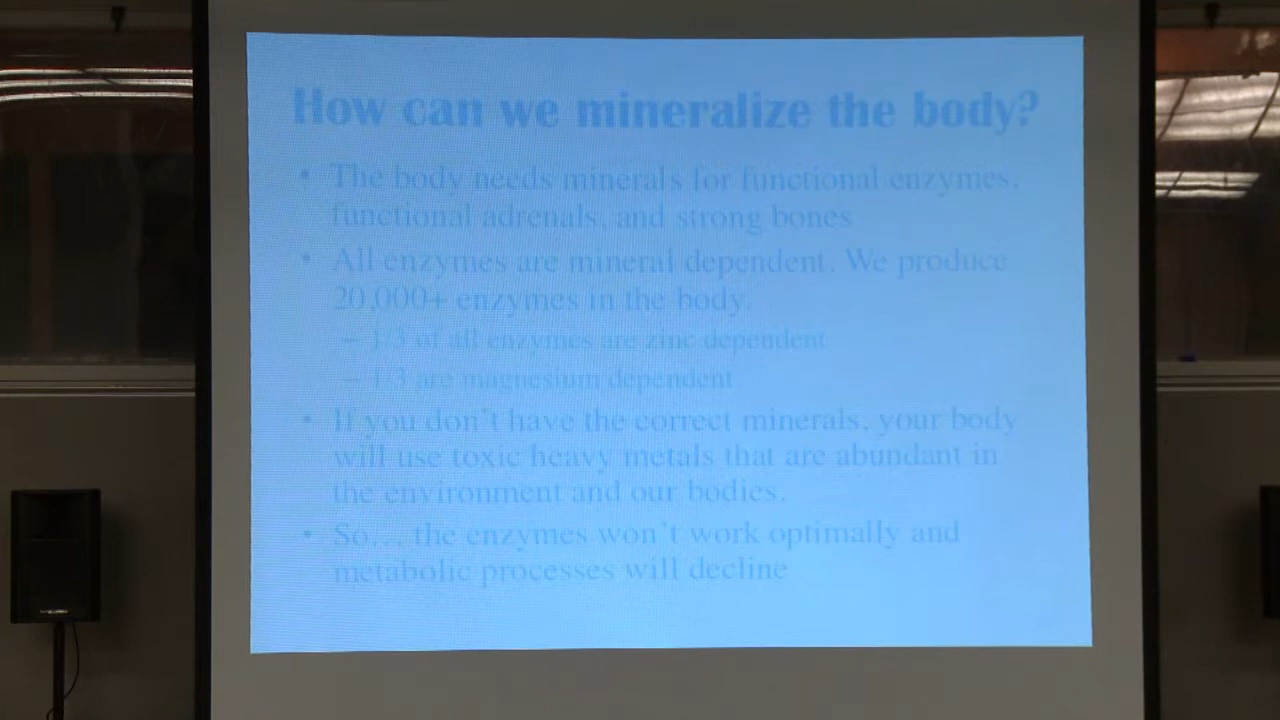 How can we mineralize the body?
• The body needs minerals for functional enzymes,
functional adrenals, and strong bones
• All enzymes are mineral dependent. We produce
20,000+ enzymes in the body.
– 1/3 of all enzymes are zinc dependent
– 1/3 are magnesium dependent
• If you don't have the correct minerals, your body
will use toxic heavy metals that are abundant in
the environment and our bodies.
• So... the enzymes won't work optimally and
metabolic processes will decline